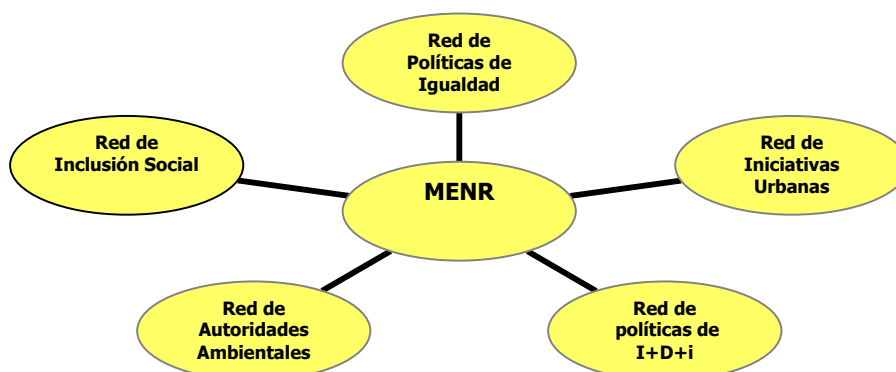 Red de
Políticas de
Igualdad
Red de
Inclusión Social
Red de
Iniciativas
Urbanas
MENR
Red de
Autoridades
Ambientales
Red de
políticas de
I+D+i